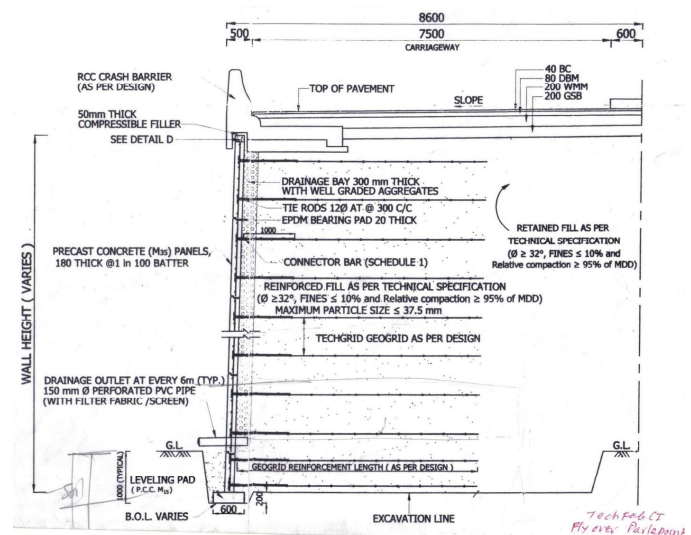 8600
500
7500
600
CARRIAGEWAY
RCC CRASH BARRIER
(AS PER DESIGN)
TOP OF PAVEMENT
SLOPE
40 BC
80 DBM
200 WMM
200 GSB
50mm THICK
COMPRESSIBLE FILLER
SEE DETAIL D
DRAINAGE BAY 300 mm THICK
WITH WELL GRADED AGGREGATES
TIE RODS 12Ø AT @ 300 C/C
EPDM BEARING PAD 20 THICK
1000
CONNECTOR BAR (SCHEDULE 1)
RETAINED FILL AS PER
TECHNICAL SPECIFICATION
(Ø ≥ 32°, FINES ≤ 10% and
Relative compaction ≥ 95% of MDD)
PRECAST CONCRETE (M35) PANELS,
180 THICK @1 in 100 BATTER
REINFORCED FILL AS PER TECHNICAL SPECIFICATION
(Ø ≥32°, FINES ≤ 10% and Relative compaction ≥ 95% of MDD)
MAXIMUM PARTICLE SIZE ≤ 37.5 mm
WALL HEIGHT ( VARIES )
TECHGRID GEOGRID AS PER DESIGN
DRAINAGE OUTLET AT EVERY 6m (TYP.)
150 mm Ø PERFORATED PVC PIPE
(WITH FILTER FABRIC /SCREEN)
G.L.
G.L.
1000 (TYPICAL)
LEVELING PAD
( P.C.C. M15 )
GEOGRID REINFORCEMENT LENGTH ( AS PER DESIGN )
200
B.O.L. VARIES
600
EXCAVATION LINE
Fly over Parlepoint